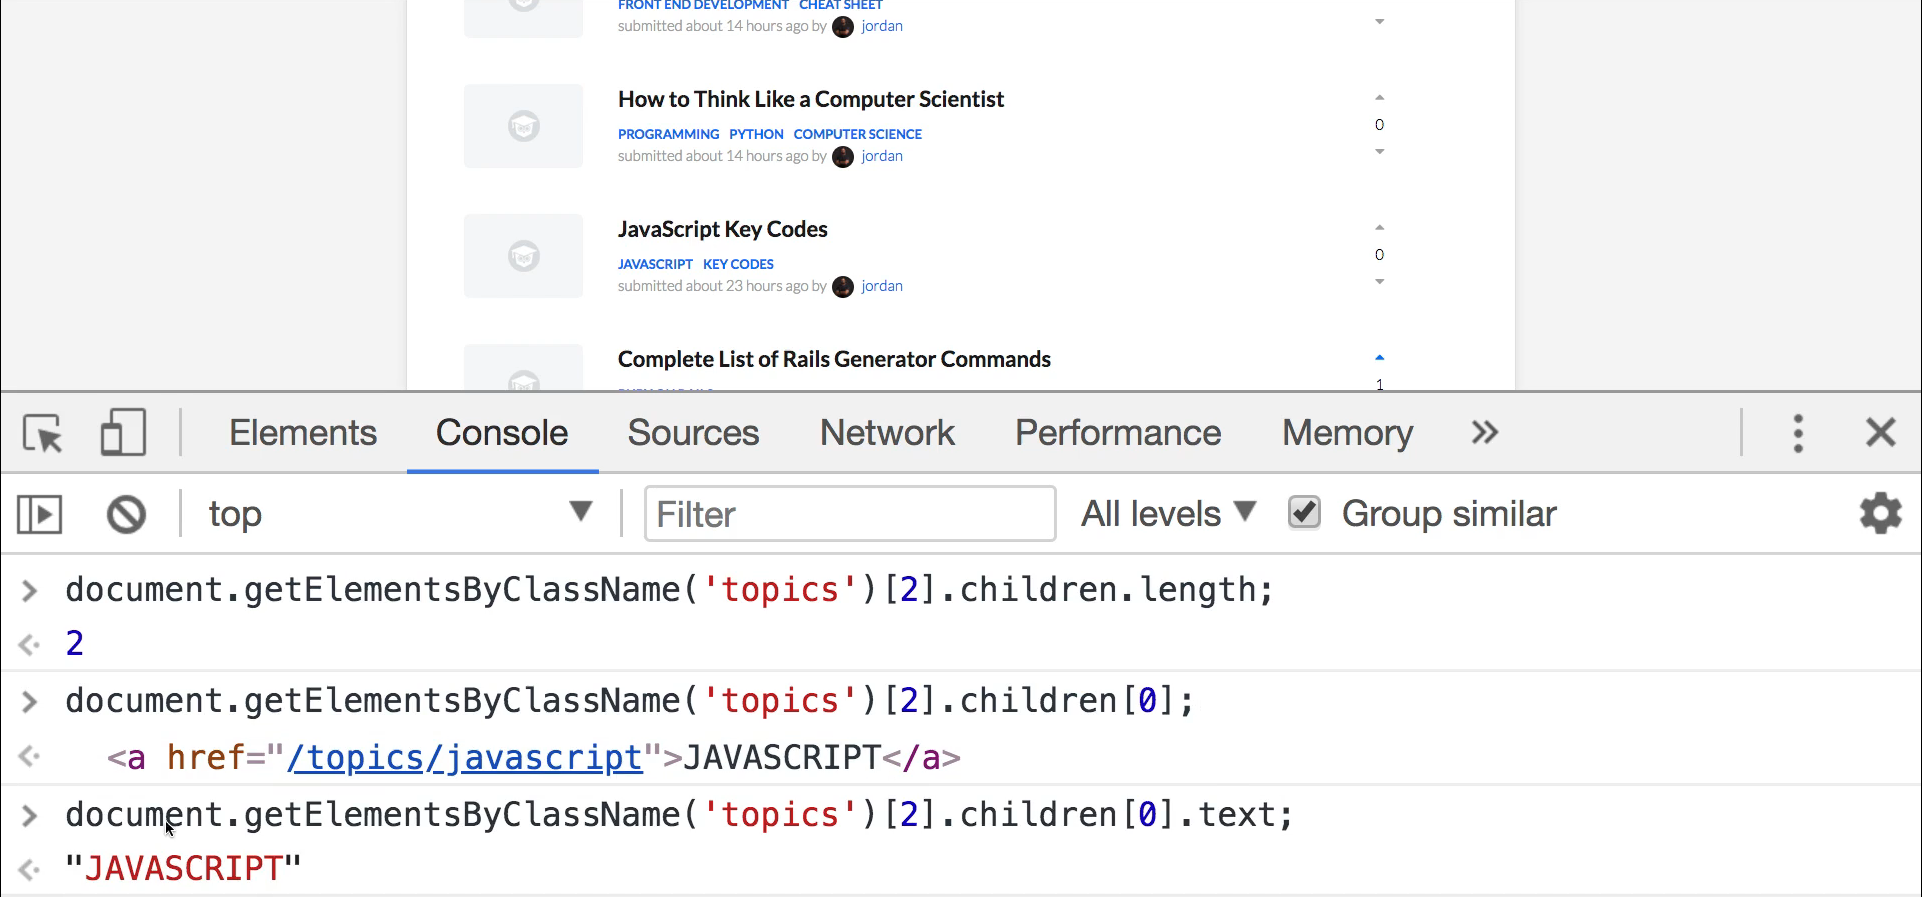 FRONT END DEVELOPMENT CHEAT SHEET
submitted about 14 hours ago by jordan
How to Think Like a Computer Scientist
0
PROGRAMMING PYTHON COMPUTER SCIENCE
submitted about 14 hours ago by jordan
JavaScript Key Codes
0
JAVASCRIPT KEY CODES
submitted about 23 hours ago by jordan
Complete List of Rails Generator Commands
1
Elements Console Sources Network Performance Memory »
top Filter All levels Group similar
document.getElementsByClassName('topics')[2].children.length;
2
document.getElementsByClassName('topics')[2].children[0];
<a href="/topics/javascript">JAVASCRIPT</a>
document.getElementsByClassName('topics')[2].children[0].text;
"JAVASCRIPT"